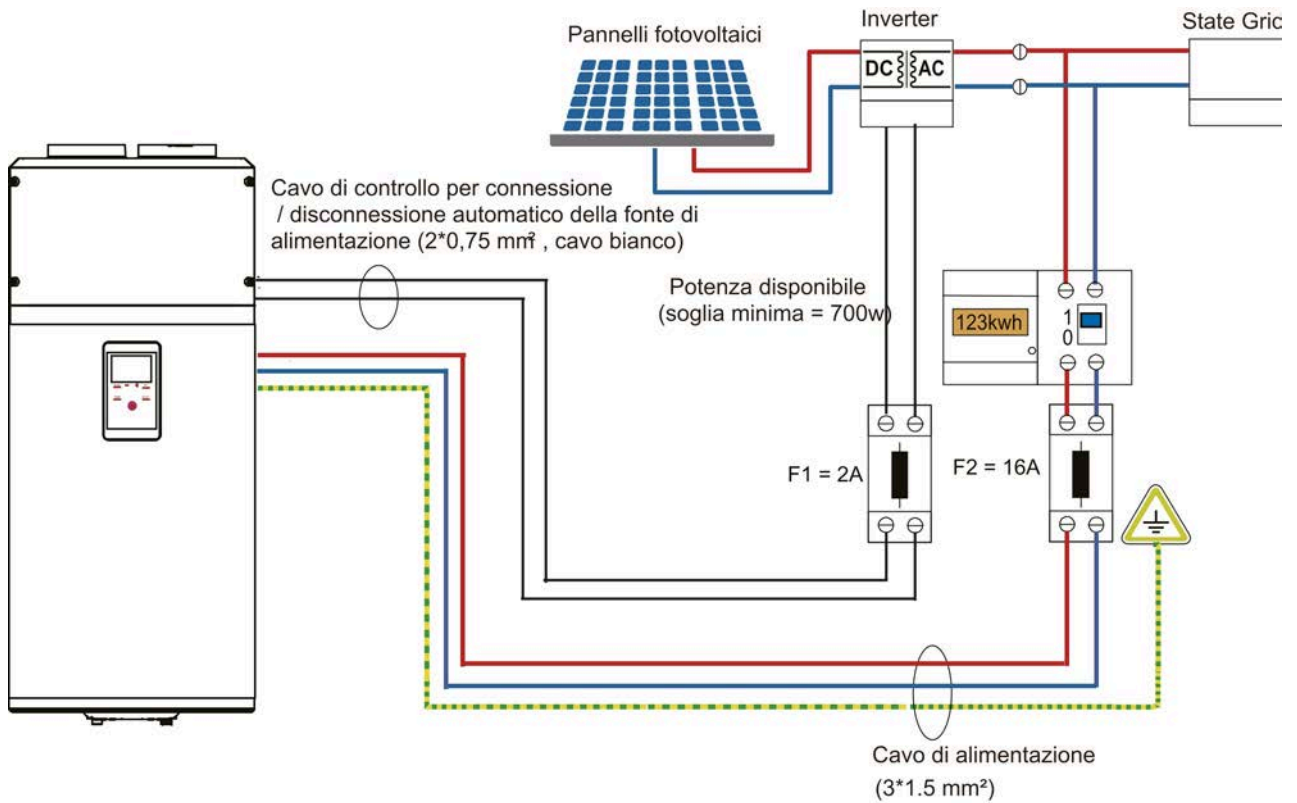 Inverter
State Gric
Pannelli fotovoltaici
DC AC
Cavo di controllo per connessione
/ disconnessione automatico della fonte di
alimentazione (2*0,75 mm² , cavo bianco)
Potenza disponibile
(soglia minima = 700w)
123kwh
1
0
F1 = 2A
F2 = 16A
Cavo di alimentazione
(3*1.5 mm²)